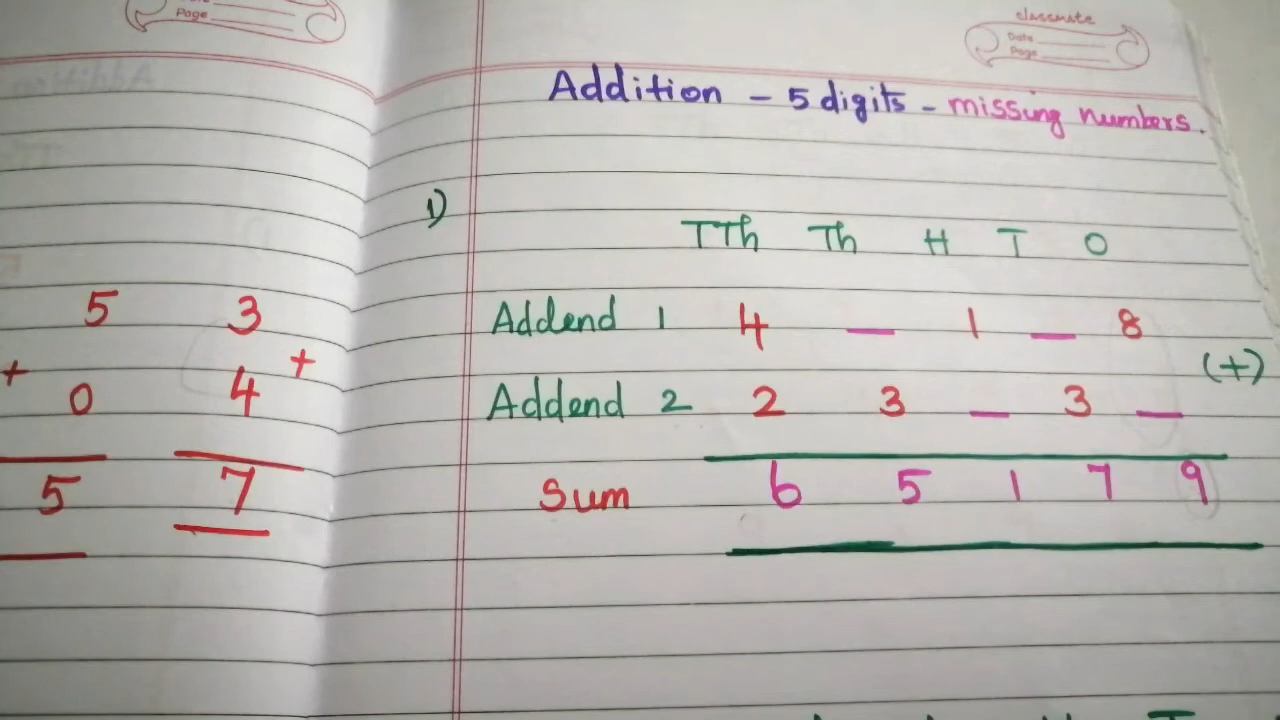 Page
classmate
Date
Page
Addition - 5 digits - missing numbers.
1)
TTh Th H T O
5 3
+ 0 4 +
5 7
Addend 1 4 _ 1 _ 8
(+)
Addend 2 2 3 _ 3 _
Sum 6 5 1 7 9